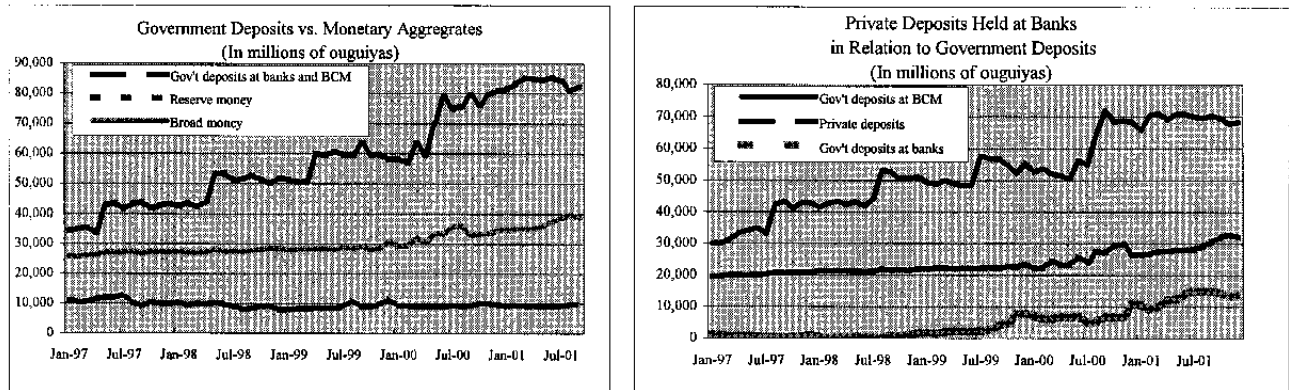 Government Deposits vs. Monetary Aggregrates
(In millions of ouguiyas)
90,000
80,000
70,000
60,000
50,000
40,000
30,000
20,000
10,000
0
Gov't deposits at banks and BCM
Reserve money
Broad money
Jan-97 Jul-97 Jan-98 Jul-98 Jan-99 Jul-99 Jan-00 Jul-00 Jan-01 Jul-01
Private Deposits Held at Banks
in Relation to Government Deposits
(In millions of ouguiyas)
80,000
70,000
60,000
50,000
40,000
30,000
20,000
10,000
0
Gov't deposits at BCM
Private deposits
Gov't deposits at banks
Jan-97 Jul-97 Jan-98 Jul-98 Jan-99 Jul-99 Jan-00 Jul-00 Jan-01 Jul-01